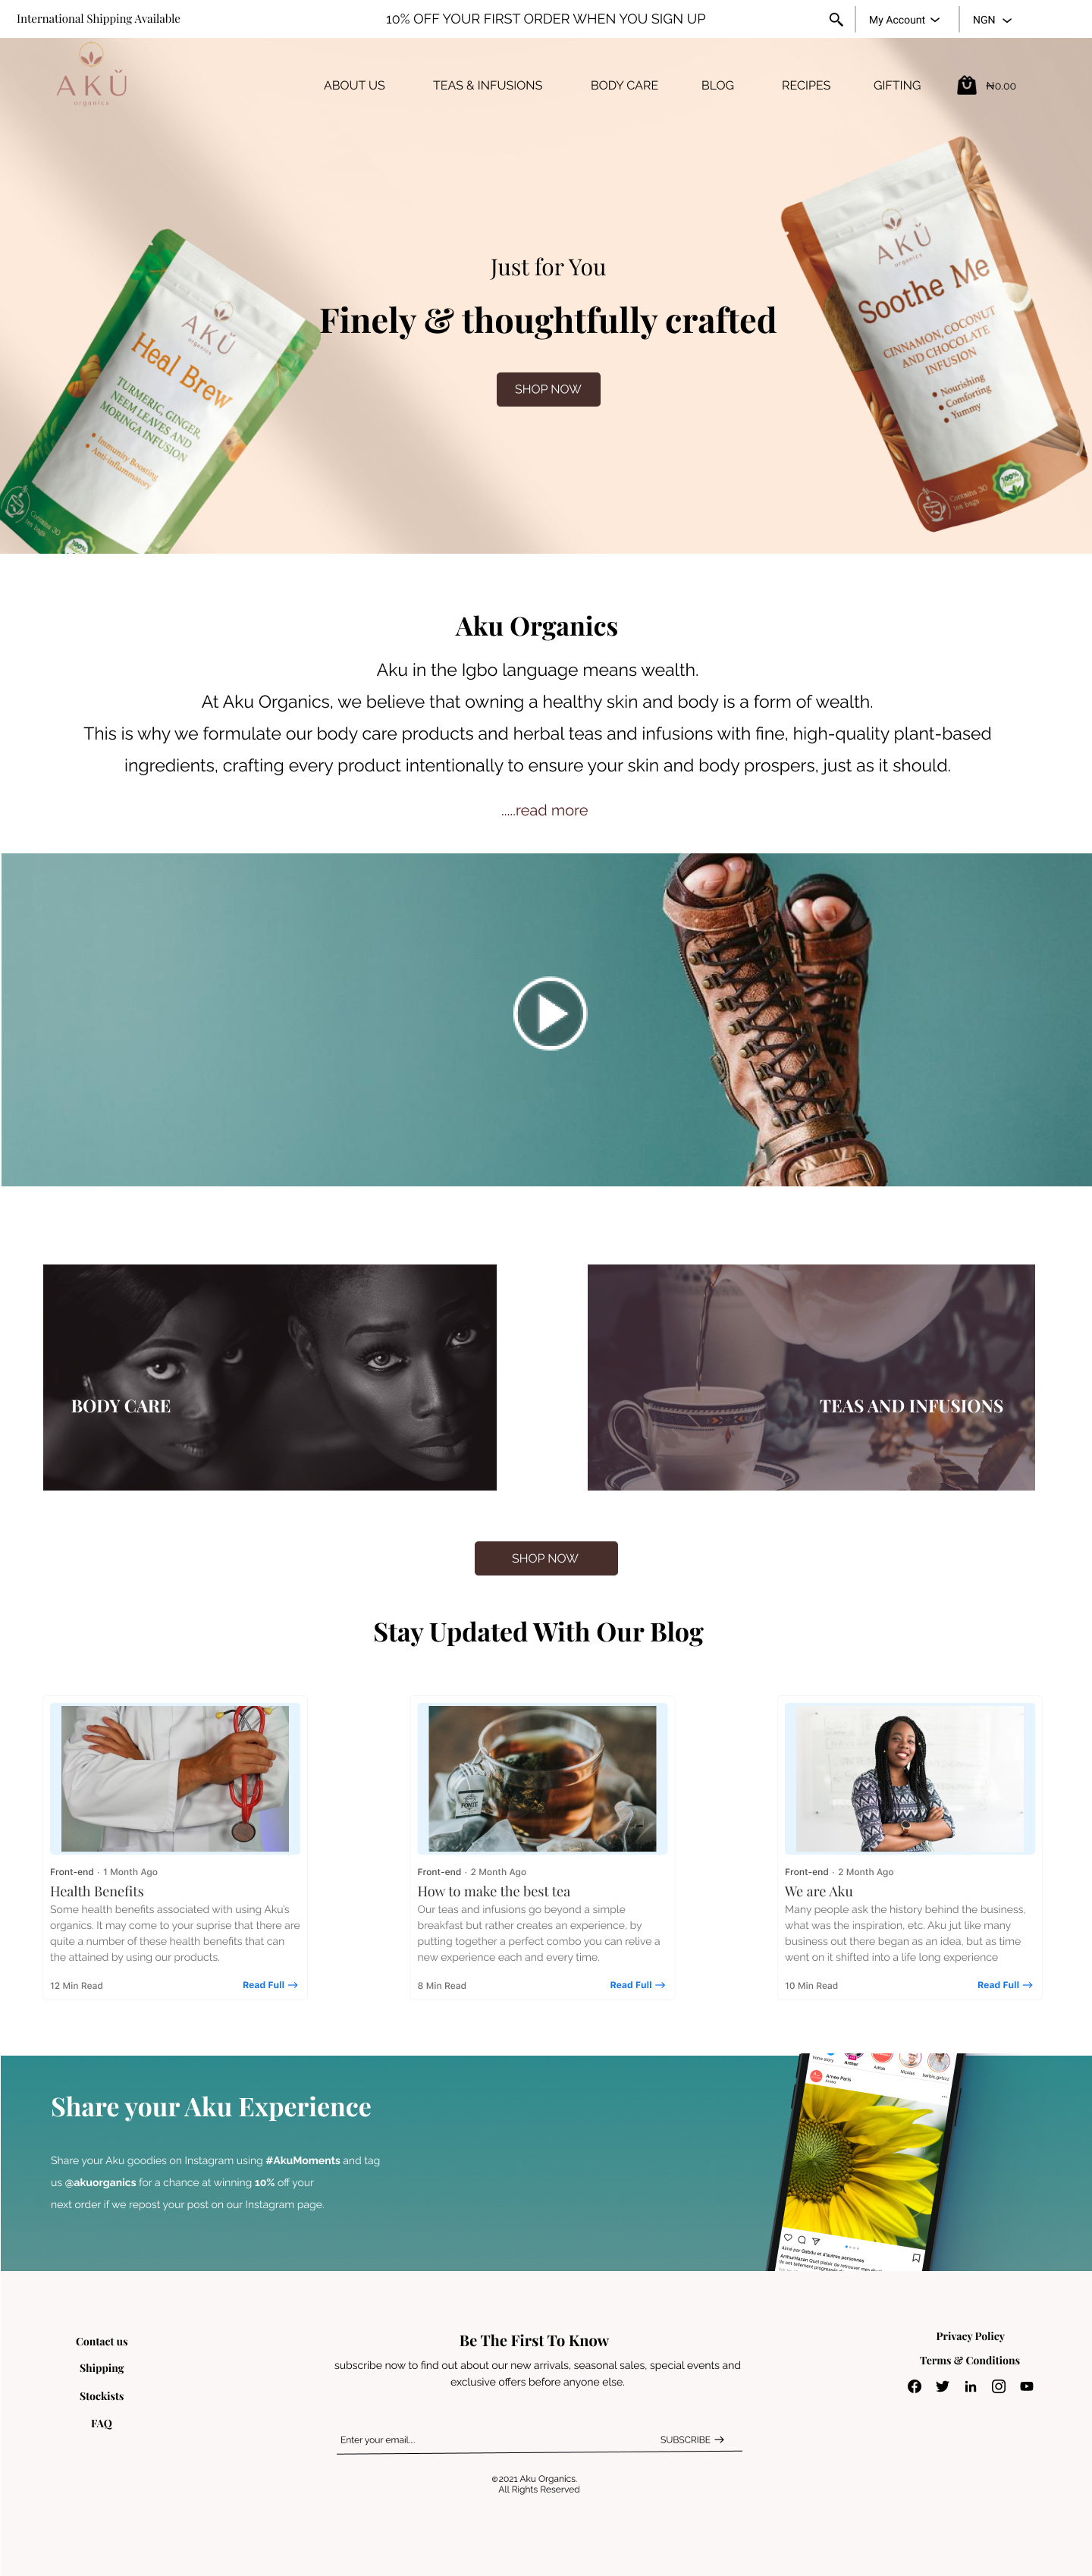 International Shipping Available
10% OFF YOUR FIRST ORDER WHEN YOU SIGN UP
My Account
NGN
AKŬ
organics
ABOUT US
TEAS & INFUSIONS
BODY CARE
BLOG
RECIPES
GIFTING
₦0.00
Just for You
Finely & thoughtfully crafted
SHOP NOW
AKŬ
organics
Heal Brew
TURMERIC GINGER,
NEEM LEAVES AND
MORINGA INFUSION
• Immunity Boosting
• Anti-inflammatory
Contains 30
tea bags
100%
AKŬ
organics
Soothe Me
CINNAMON, COCONUT
AND CHOCOLATE
INFUSION
• Nourishing
• Comforting
• Yummy
Contains 30
tea bags
100%
Aku Organics
Aku in the Igbo language means wealth.
At Aku Organics, we believe that owning a healthy skin and body is a form of wealth.
This is why we formulate our body care products and herbal teas and infusions with fine, high-quality plant-based
ingredients, crafting every product intentionally to ensure your skin and body prospers, just as it should.
.....read more
BODY CARE
TEAS AND INFUSIONS
SHOP NOW
Stay Updated With Our Blog
Front-end · 1 Month Ago
Health Benefits
Some health benefits associated with using Aku's
organics. It may come to your suprise that there are
quite a number of these health benefits that can
the attained by using our products.
12 Min Read
Read Full →
Front-end · 2 Month Ago
How to make the best tea
Our teas and infusions go beyond a simple
breakfast but rather creates an experience, by
putting together a perfect combo you can relive a
new experience each and every time.
8 Min Read
Read Full →
Front-end · 2 Month Ago
We are Aku
Many people ask the history behind the business,
what was the inspiration, etc. Aku jut like many
business out there began as an idea, but as time
went on it shifted into a life long experience
10 Min Read
Read Full →
Share your Aku Experience
Share your Aku goodies on Instagram using #AkuMoments and tag
us @akuorganics for a chance at winning 10% off your
next order if we repost your post on our Instagram page.
Contact us
Shipping
Stockists
FAQ
Be The First To Know
subscribe now to find out about our new arrivals, seasonal sales, special events and
exclusive offers before anyone else.
Enter your email....
SUBSCRIBE →
©2021 Aku Organics.
All Rights Reserved
Privacy Policy
Terms & Conditions